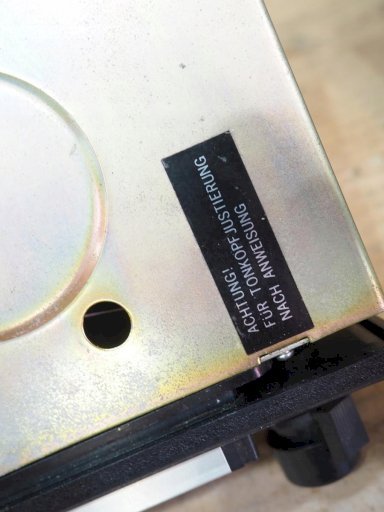 ACHTUNG!
FÜR TONKOPFJUSTIERUNG
NACH ANWEISUNG